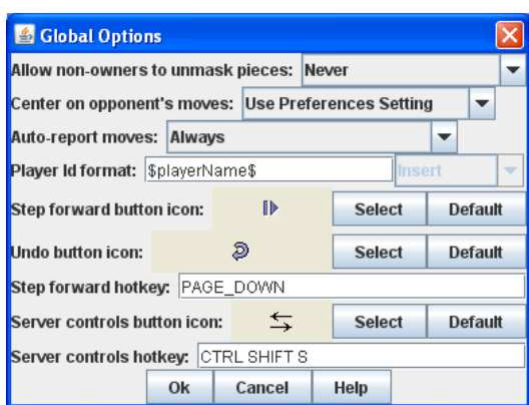 Global Options
Allow non-owners to unmask pieces: Never
Center on opponent's moves: Use Preferences Setting
Auto-report moves: Always
Player Id format: $playerName$ Insert
Step forward button icon: Select Default
Undo button icon: Select Default
Step forward hotkey: PAGE_DOWN
Server controls button icon: Select Default
Server controls hotkey: CTRL SHIFT S
Ok Cancel Help